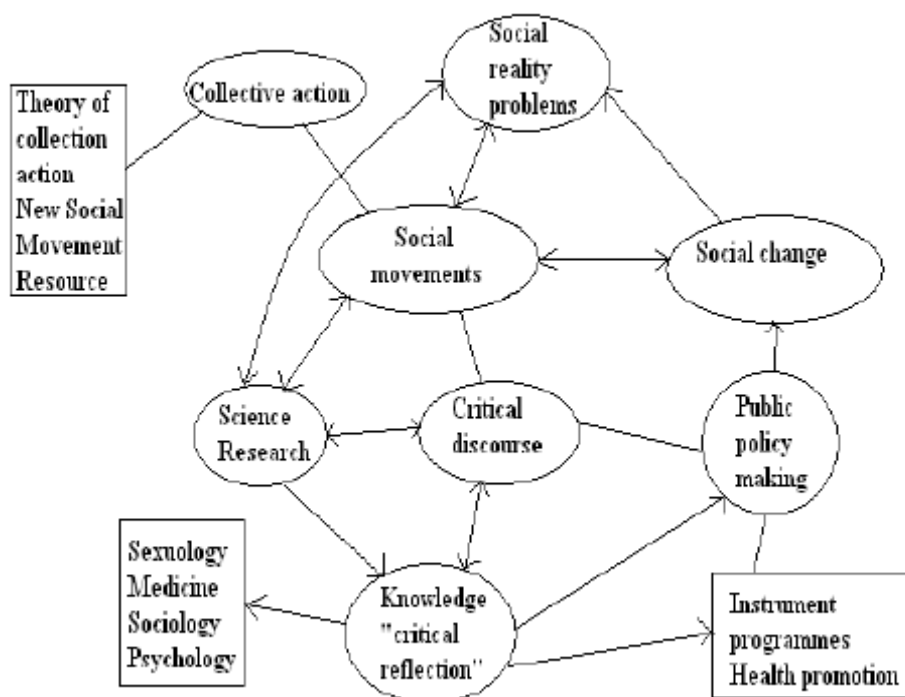 Social
reality
problems
Collective action
Theory of
collection
action
New Social
Movement
Resource
Social
movements
Social change
Science
Research
Critical
discourse
Public
policy
making
Sexuology
Medicine
Sociology
Psychology
Knowledge
"critical
reflection"
Instrument
programmes
Health promotion